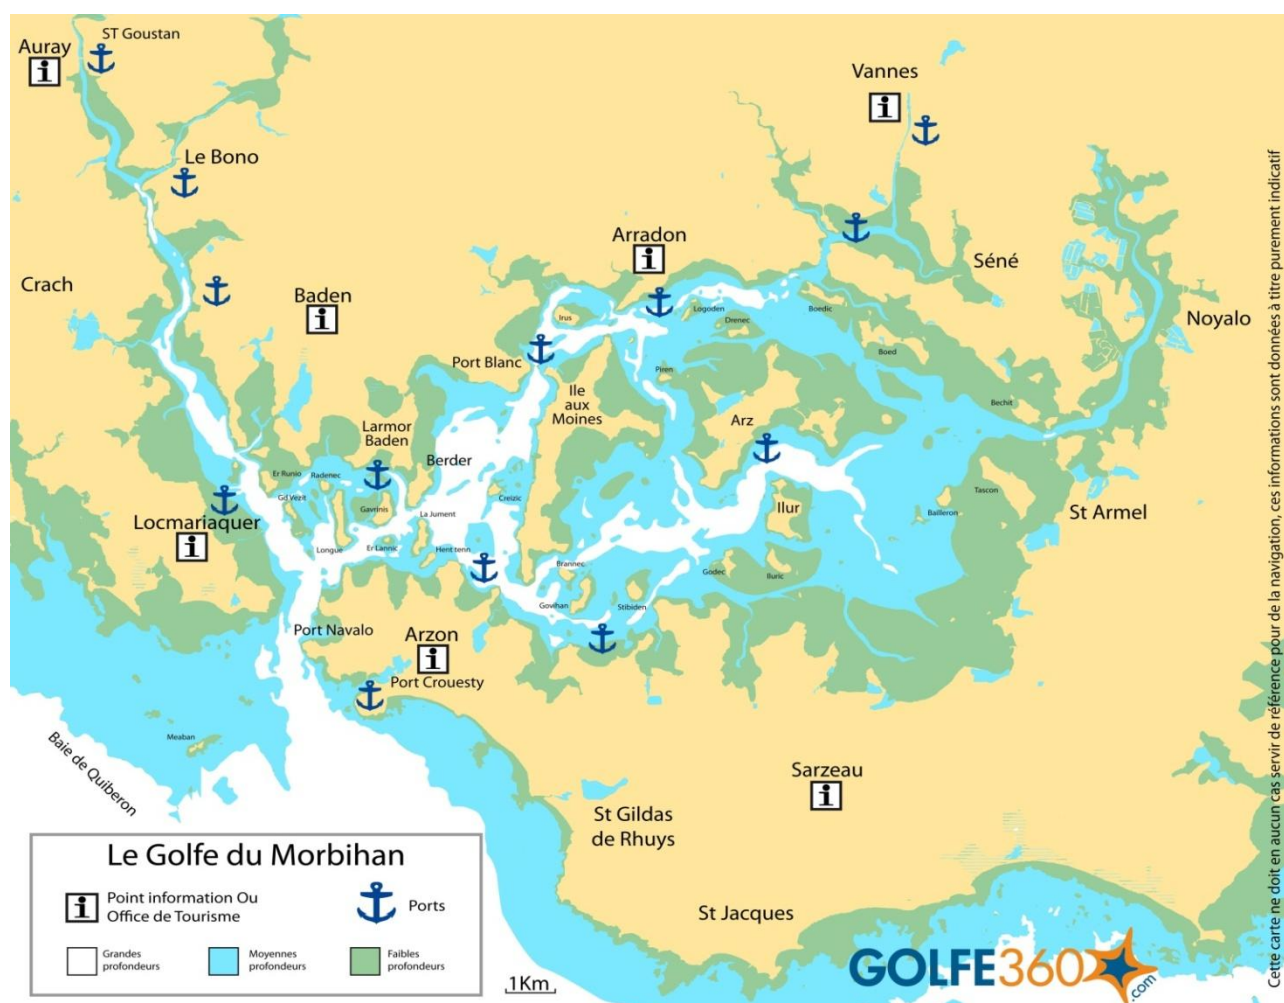 ST Goustan
Auray
Vannes
Le Bono
Arradon
Séné
Crach
Baden
Noyalo
Irus
Logoden
Drenec
Boedic
Port Blanc
Boed
Piren
Ile
aux
Moines
Bechit
Larmor
Baden
Arz
Berder
Er Runio
Radenec
Gd Vezit
Creizic
Tascon
Gavrinis
La Jument
Ilur
Bailleron
St Armel
Locmariaquer
Longue
Er Lannic
Hent tenn
Brannec
Godec
Iluric
Govihan
Stibiden
Port Navalo
Arzon
Port Crouesty
Meaban
Baie de Quiberon
Sarzeau
St Gildas
de Rhuys
St Jacques
Le Golfe du Morbihan
Point information Ou
Office de Tourisme
Ports
Grandes
profondeurs
Moyennes
profondeurs
Faibles
profondeurs
1Km
GOLFE360
.com
Cette carte ne doit en aucun cas servir de référence pour de la navigation, ces informations sont données à titre purement indicatif